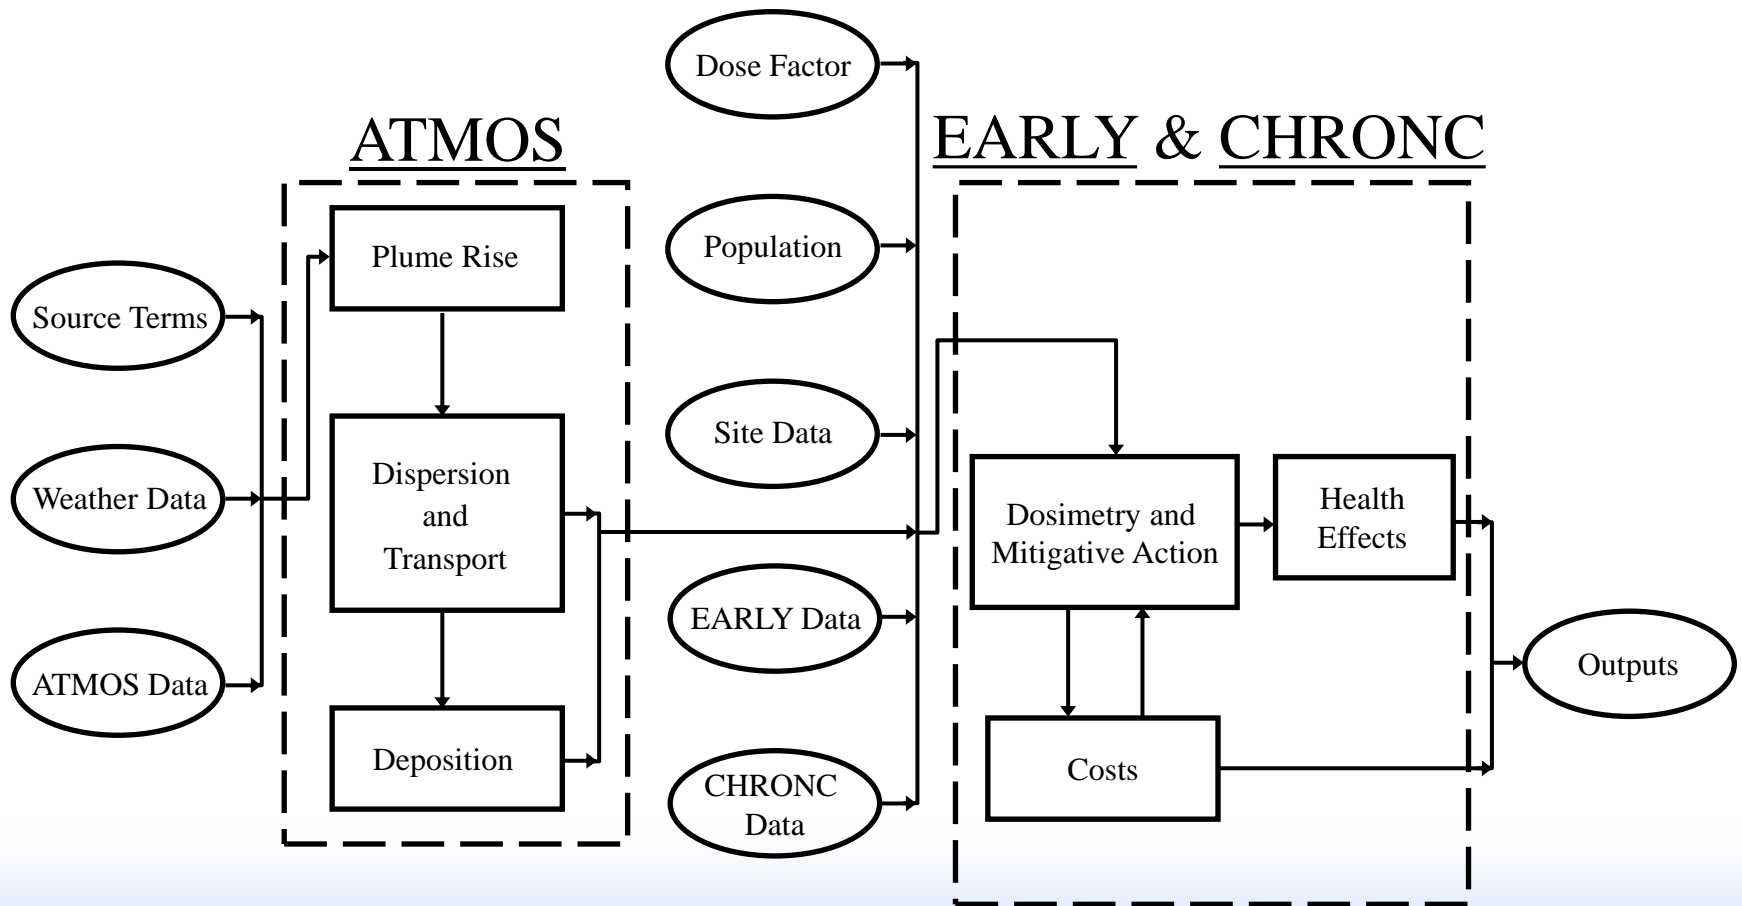 ATMOS
EARLY & CHRONC
Source Terms
Weather Data
ATMOS Data
Plume Rise
Dispersion
and
Transport
Deposition
Dose Factor
Population
Site Data
EARLY Data
CHRONC
Data
Dosimetry and
Mitigative Action
Health
Effects
Costs
Outputs